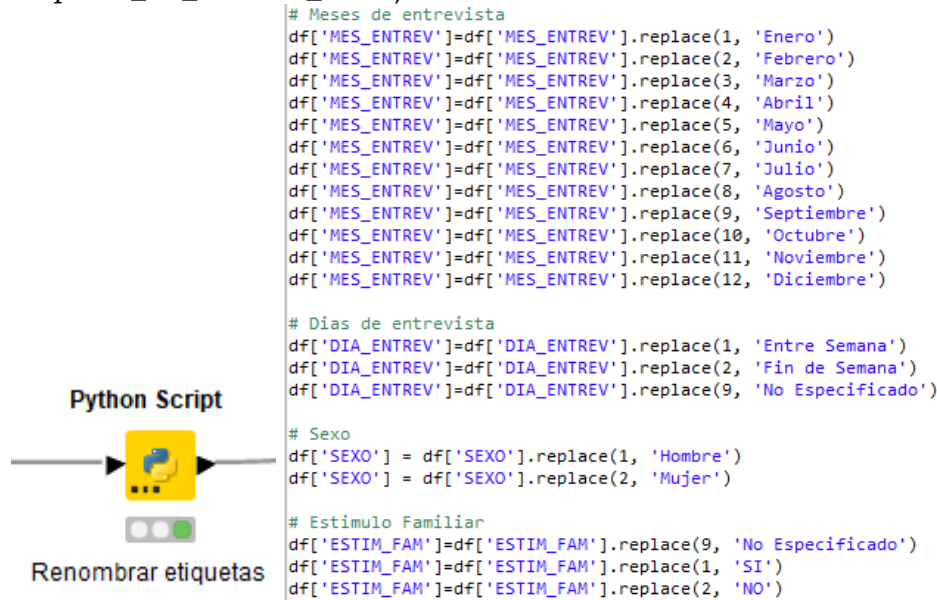 # Meses de entrevista
df['MES_ENTREV']=df['MES_ENTREV'].replace(1, 'Enero')
df['MES_ENTREV']=df['MES_ENTREV'].replace(2, 'Febrero')
df['MES_ENTREV']=df['MES_ENTREV'].replace(3, 'Marzo')
df['MES_ENTREV']=df['MES_ENTREV'].replace(4, 'Abril')
df['MES_ENTREV']=df['MES_ENTREV'].replace(5, 'Mayo')
df['MES_ENTREV']=df['MES_ENTREV'].replace(6, 'Junio')
df['MES_ENTREV']=df['MES_ENTREV'].replace(7, 'Julio')
df['MES_ENTREV']=df['MES_ENTREV'].replace(8, 'Agosto')
df['MES_ENTREV']=df['MES_ENTREV'].replace(9, 'Septiembre')
df['MES_ENTREV']=df['MES_ENTREV'].replace(10, 'Octubre')
df['MES_ENTREV']=df['MES_ENTREV'].replace(11, 'Noviembre')
df['MES_ENTREV']=df['MES_ENTREV'].replace(12, 'Diciembre')
# Dias de entrevista
df['DIA_ENTREV']=df['DIA_ENTREV'].replace(1, 'Entre Semana')
df['DIA_ENTREV']=df['DIA_ENTREV'].replace(2, 'Fin de Semana')
df['DIA_ENTREV']=df['DIA_ENTREV'].replace(9, 'No Especificado')
# Sexo
df['SEXO'] = df['SEXO'].replace(1, 'Hombre')
df['SEXO'] = df['SEXO'].replace(2, 'Mujer')
# Estimulo Familiar
df['ESTIM_FAM']=df['ESTIM_FAM'].replace(9, 'No Especificado')
df['ESTIM_FAM']=df['ESTIM_FAM'].replace(1, 'SI')
df['ESTIM_FAM']=df['ESTIM_FAM'].replace(2, 'NO')
Python Script
Renombrar etiquetas